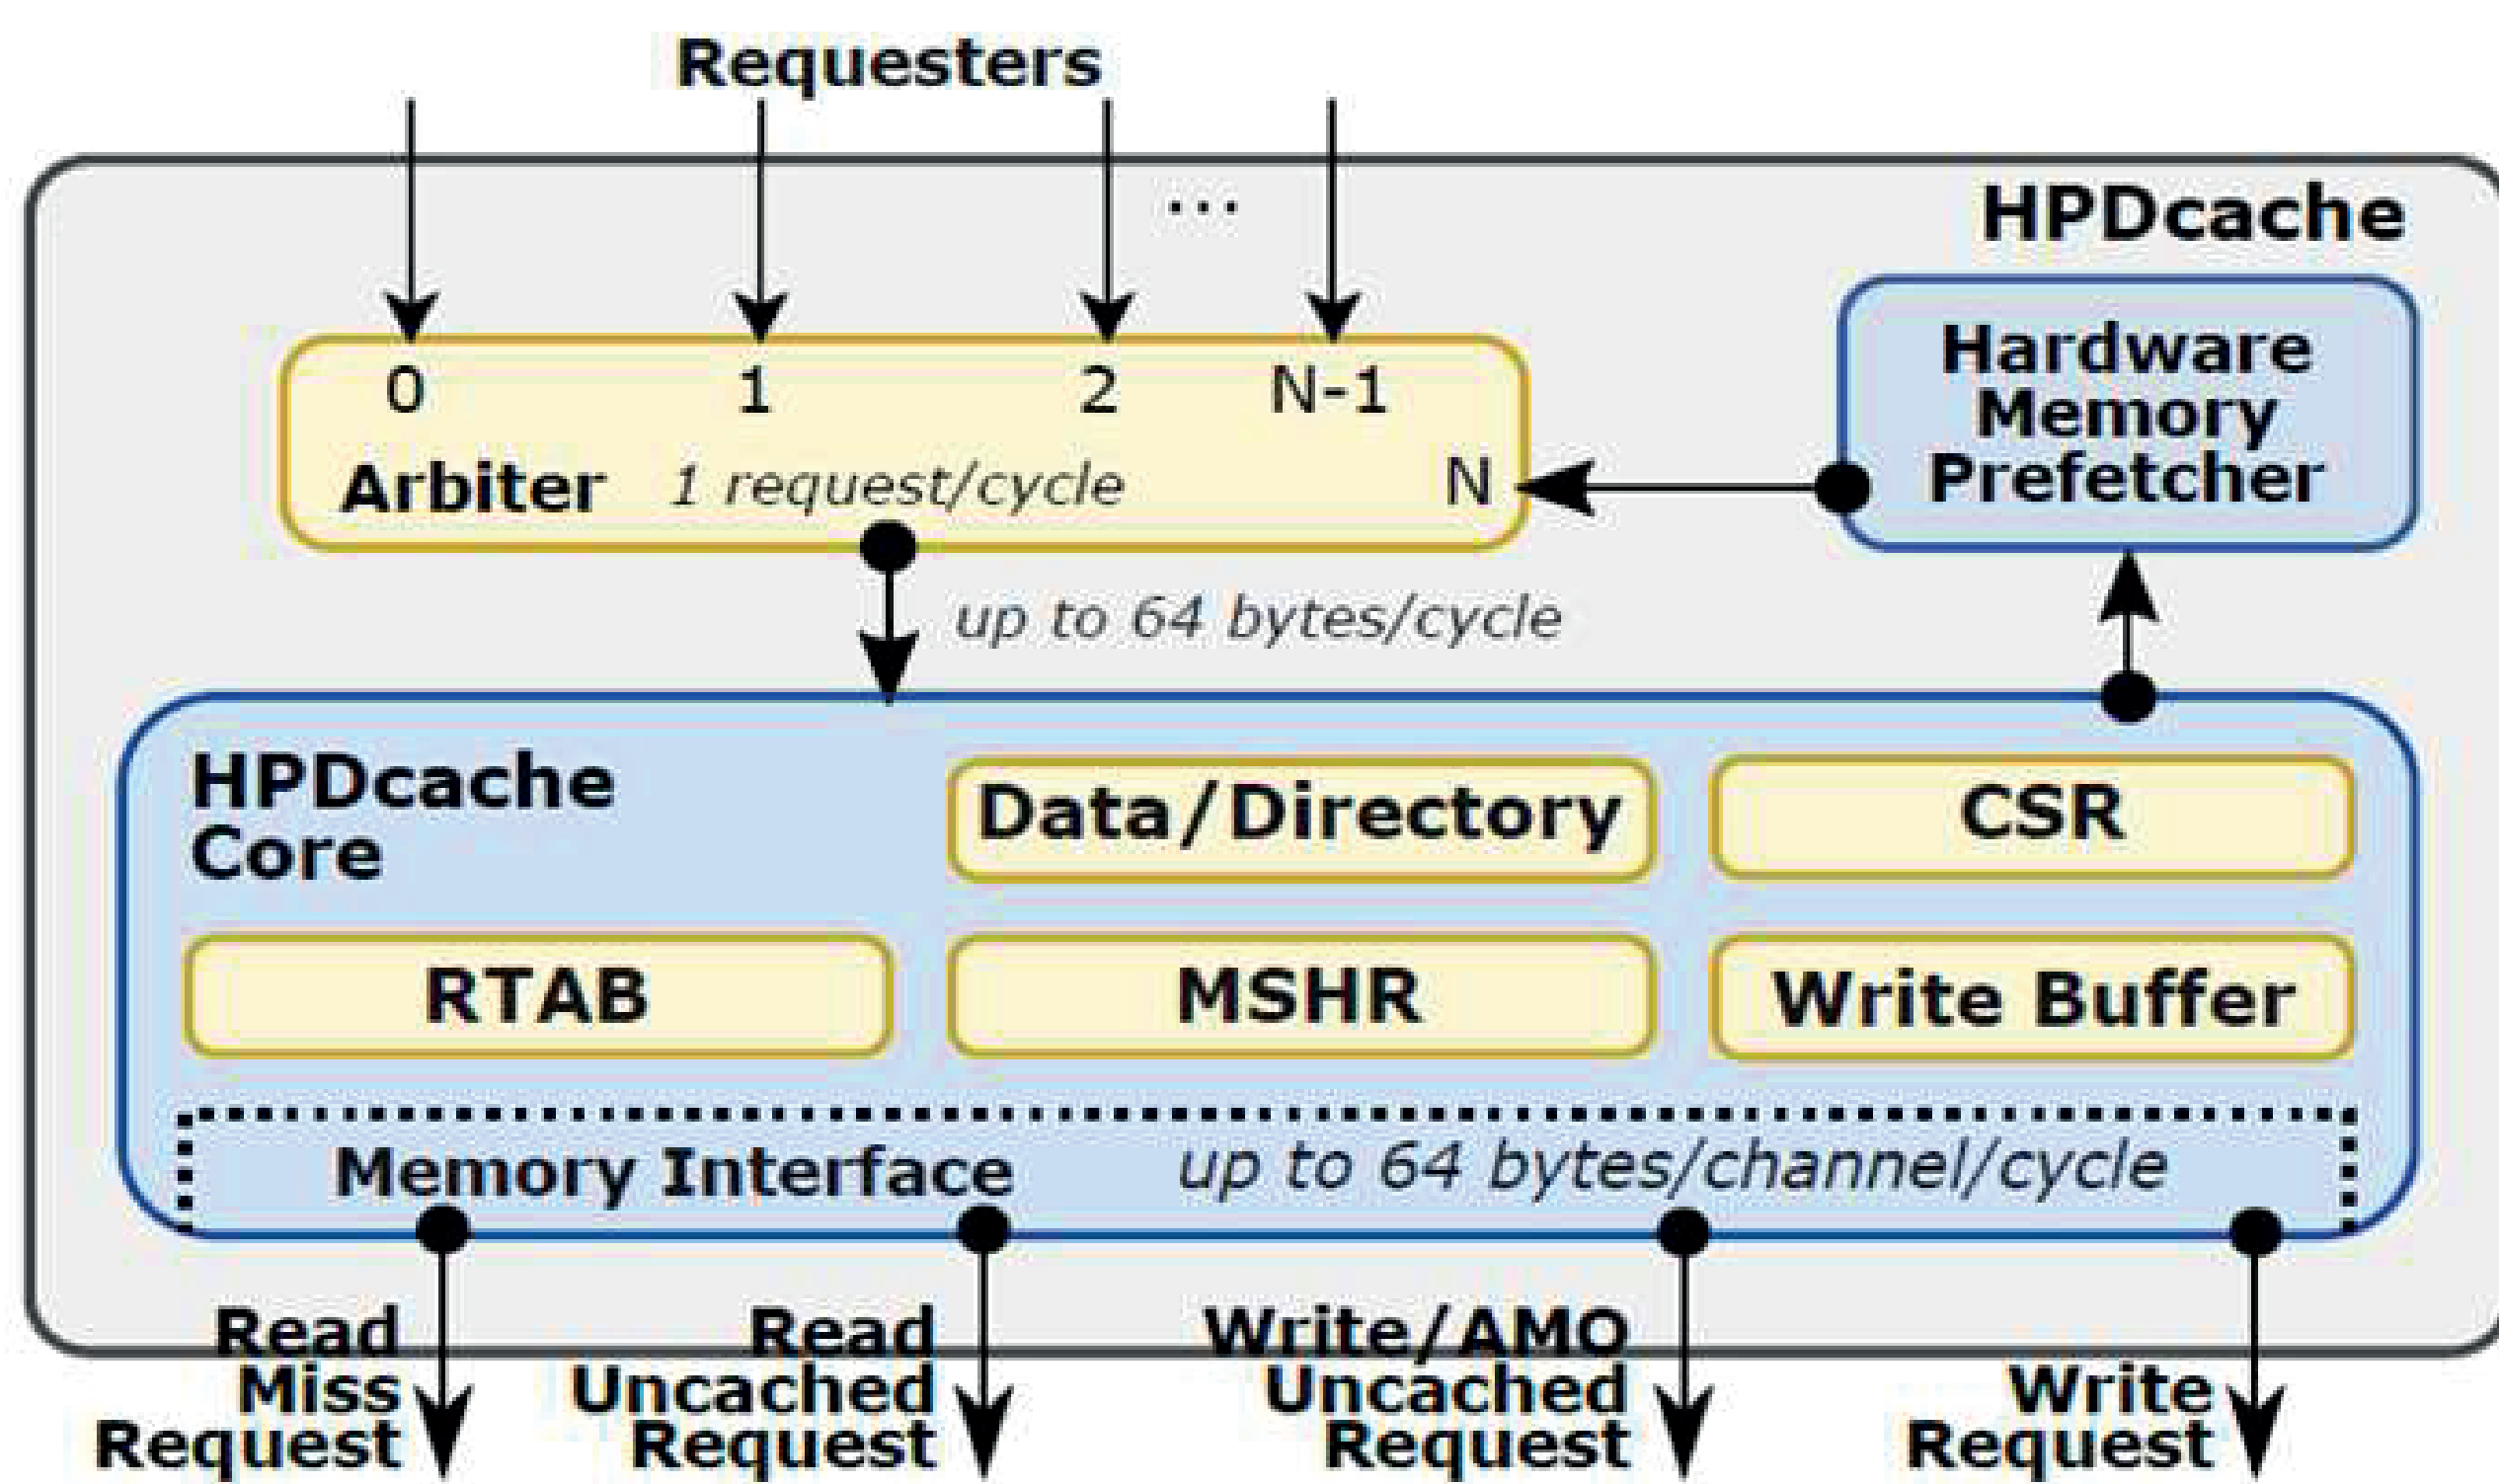 Requesters
...
HPDcache
0 1 2 N-1
Arbiter 1 request/cycle N
Hardware
Memory
Prefetcher
up to 64 bytes/cycle
HPDcache
Core
Data/Directory
CSR
RTAB
MSHR
Write Buffer
Memory Interface up to 64 bytes/channel/cycle
Read
Miss
Request
Read
Uncached
Request
Write/AMO
Uncached
Request
Write
Request